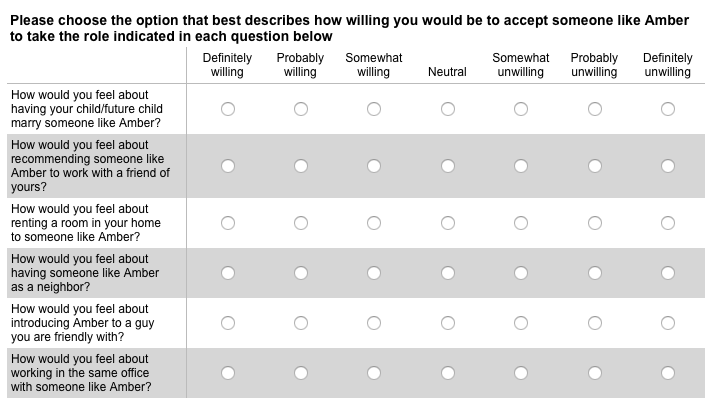 Please choose the option that best describes how willing you would be to accept someone like Amber
to take the role indicated in each question below
Definitely willing
Probably willing
Somewhat willing
Neutral
Somewhat unwilling
Probably unwilling
Definitely unwilling
How would you feel about
having your child/future child
marry someone like Amber?
How would you feel about
recommending someone like
Amber to work with a friend of
yours?
How would you feel about
renting a room in your home
to someone like Amber?
How would you feel about
having someone like Amber
as a neighbor?
How would you feel about
introducing Amber to a guy
you are friendly with?
How would you feel about
working in the same office
with someone like Amber?